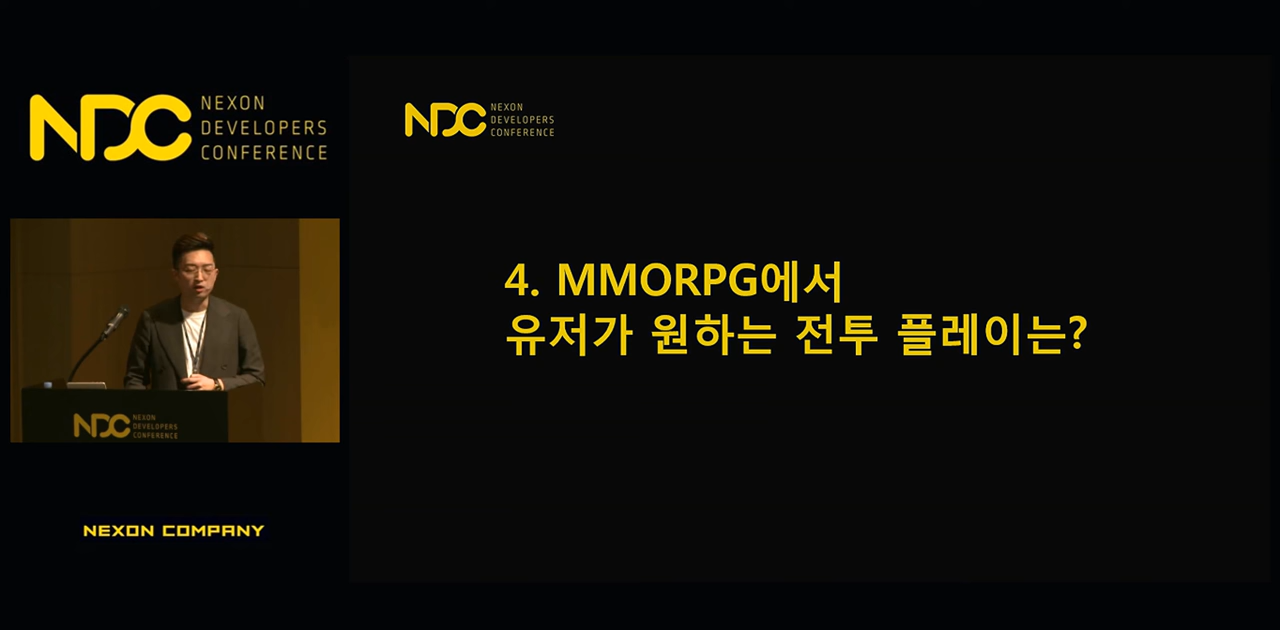 NDC NEXON
DEVELOPERS
CONFERENCE
NDC NEXON
DEVELOPERS
CONFERENCE
4. MMORPG에서
유저가 원하는 전투 플레이는?
NDC NEXON
DEVELOPERS
CONFERENCE
NEXON COMPANY